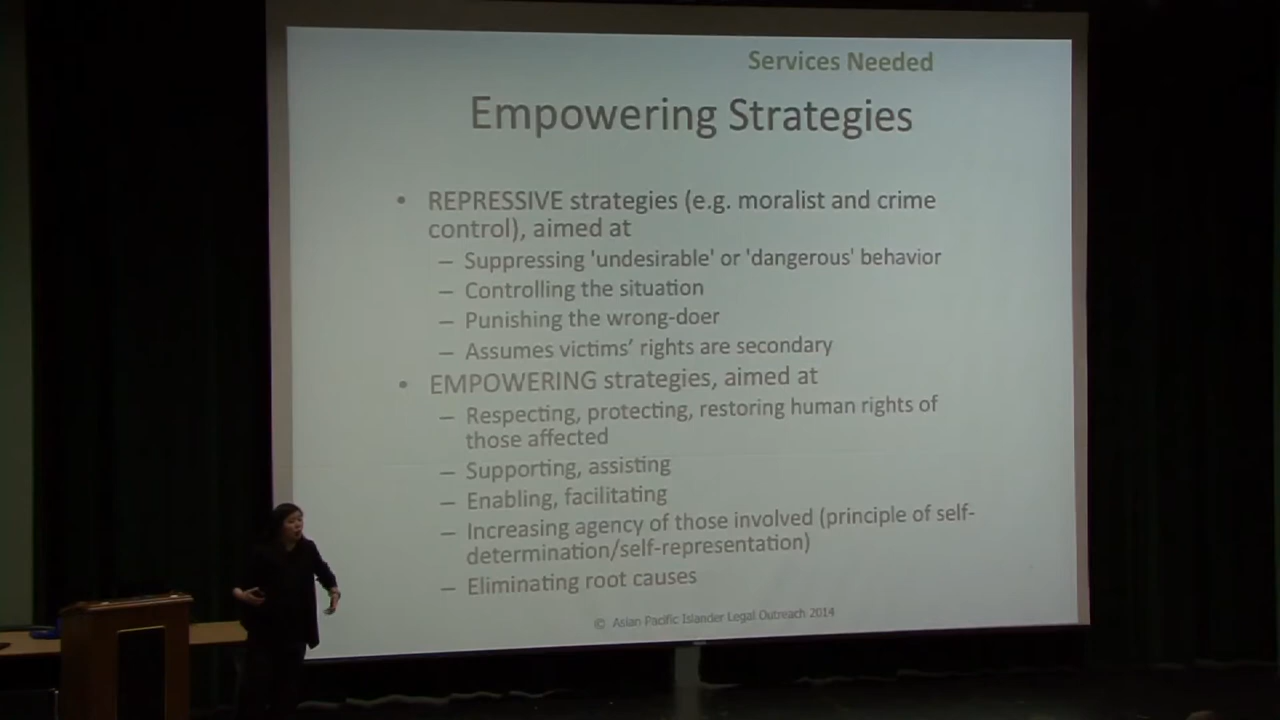 Services Needed
Empowering Strategies
• REPRESSIVE strategies (e.g. moralist and crime
control), aimed at
– Suppressing 'undesirable' or 'dangerous' behavior
– Controlling the situation
– Punishing the wrong-doer
– Assumes victims’ rights are secondary
• EMPOWERING strategies, aimed at
– Respecting, protecting, restoring human rights of
those affected
– Supporting, assisting
– Enabling, facilitating
– Increasing agency of those involved (principle of self-
determination/self-representation)
– Eliminating root causes
© Asian Pacific Islander Legal Outreach 2014